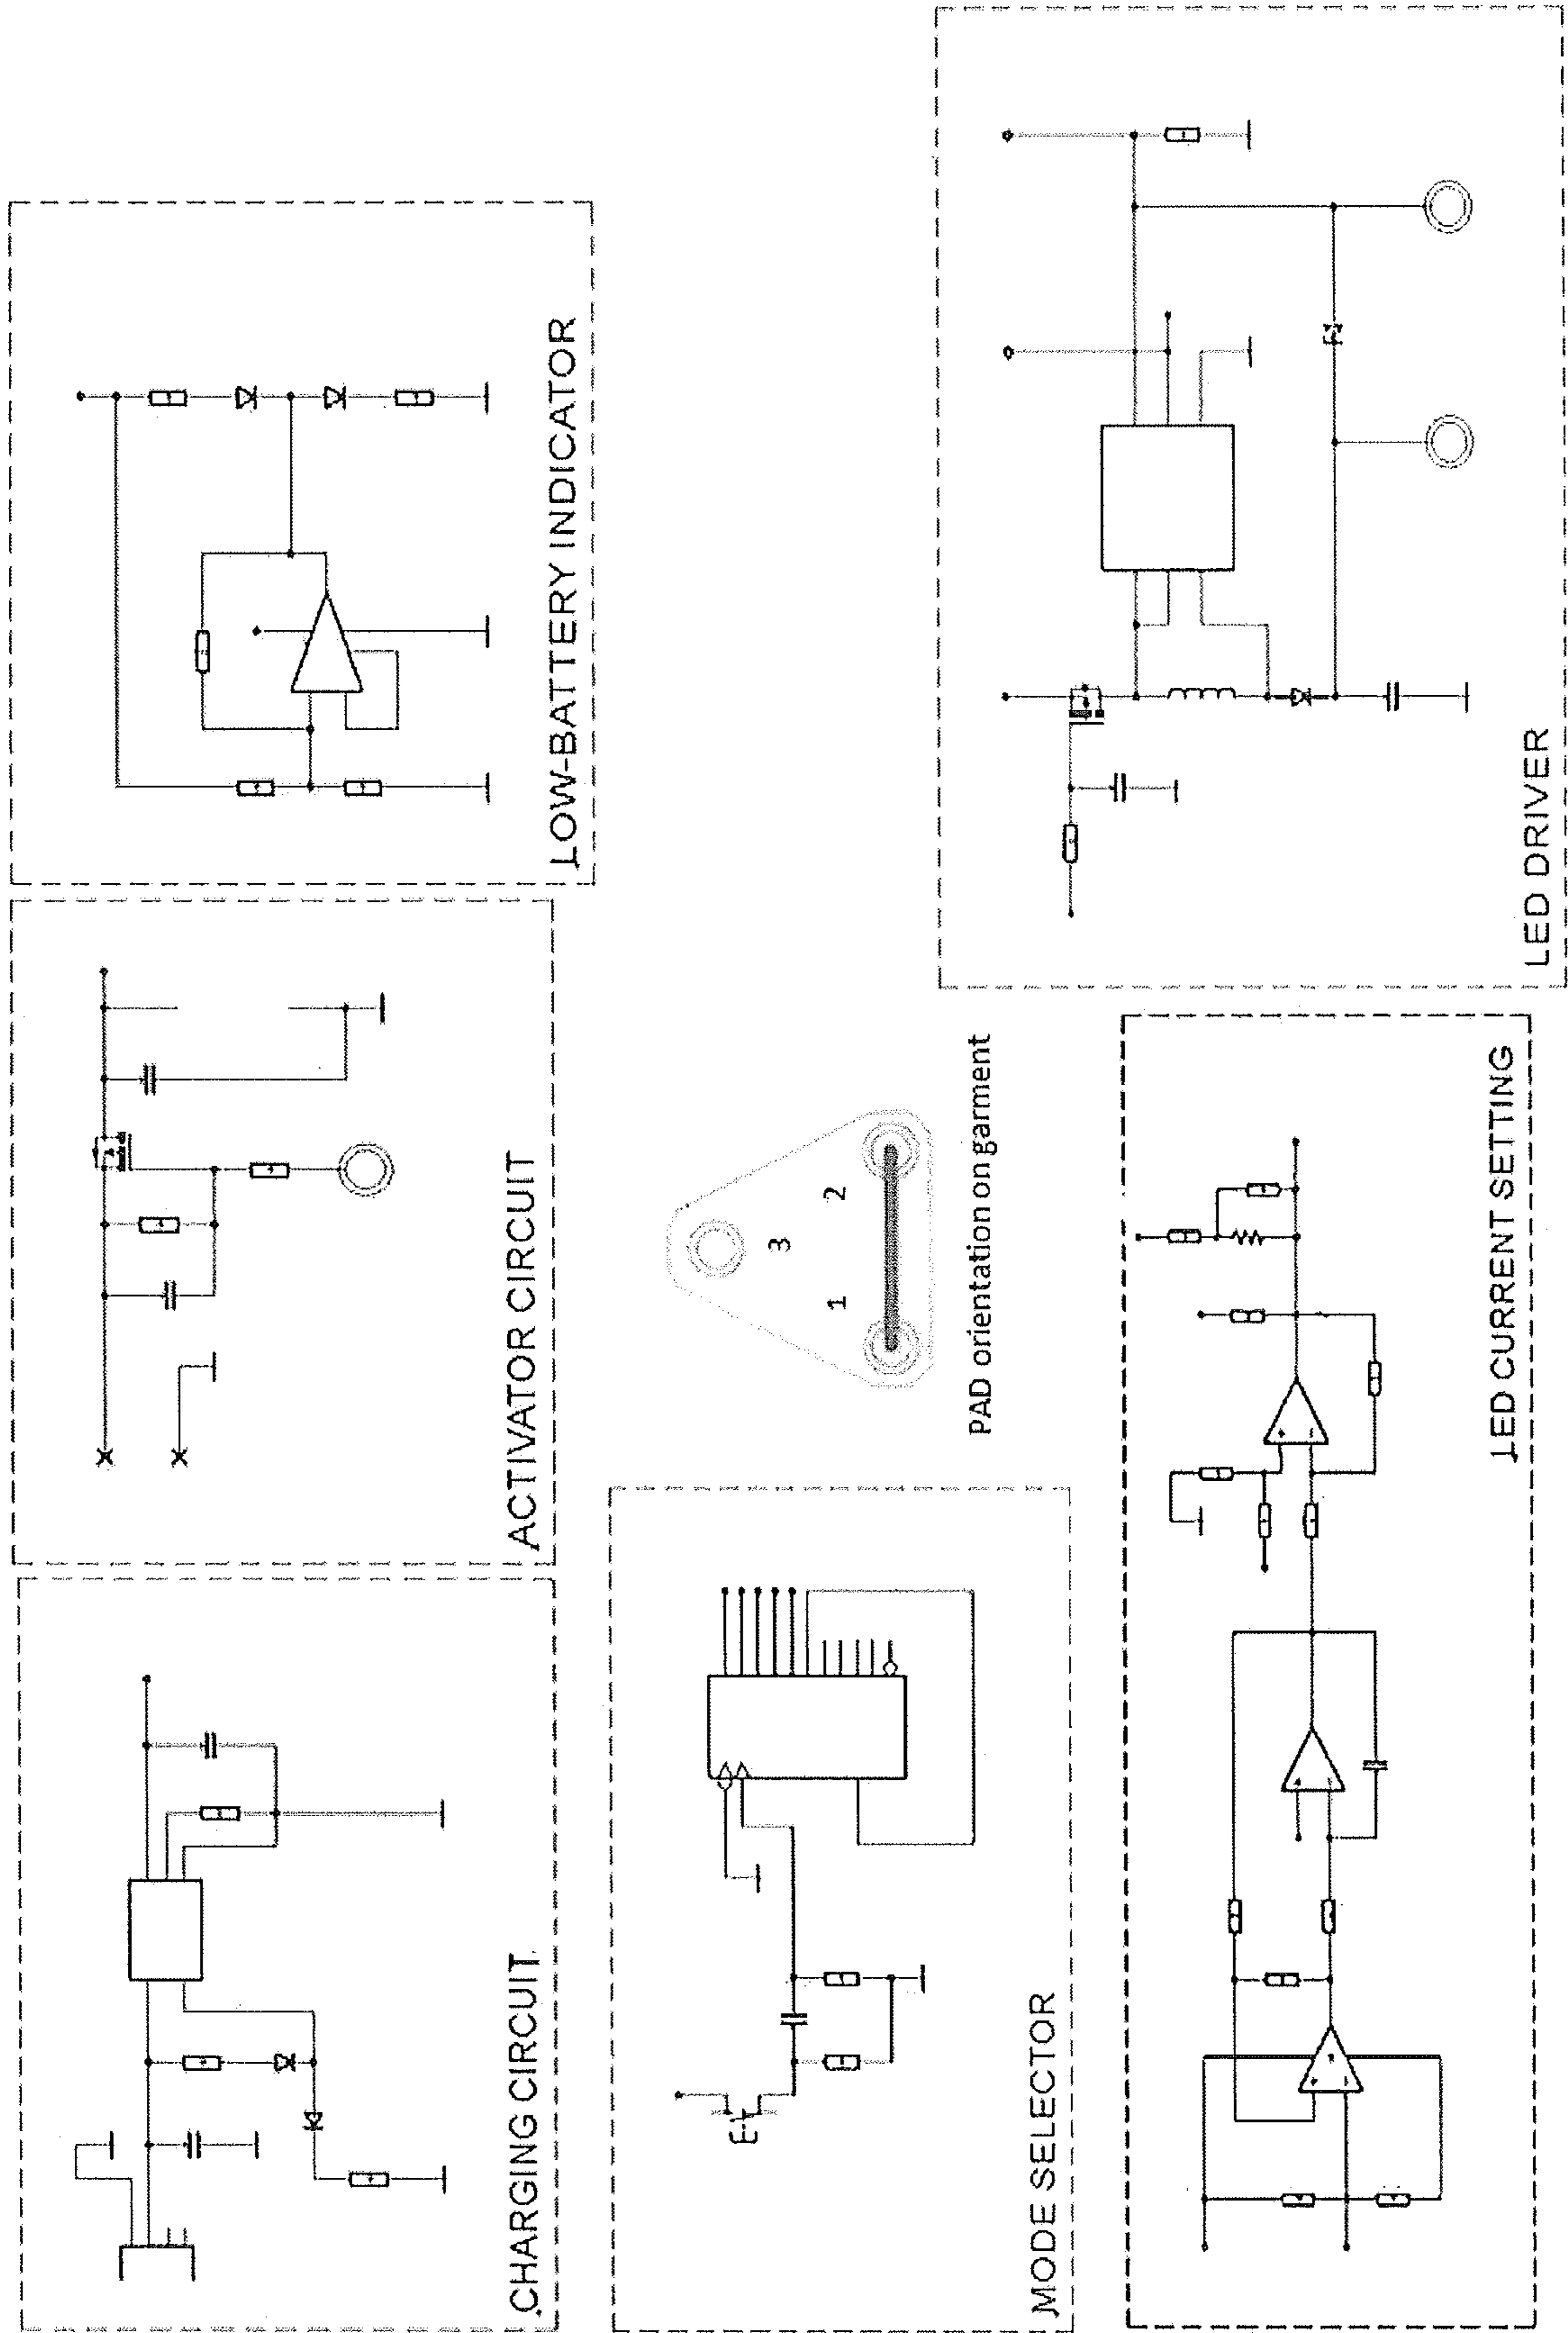 CHARGING CIRCUIT
ACTIVATOR CIRCUIT
LOW-BATTERY INDICATOR
MODE SELECTOR
1
2
3
PAD orientation on garment
LED CURRENT SETTING
LED DRIVER